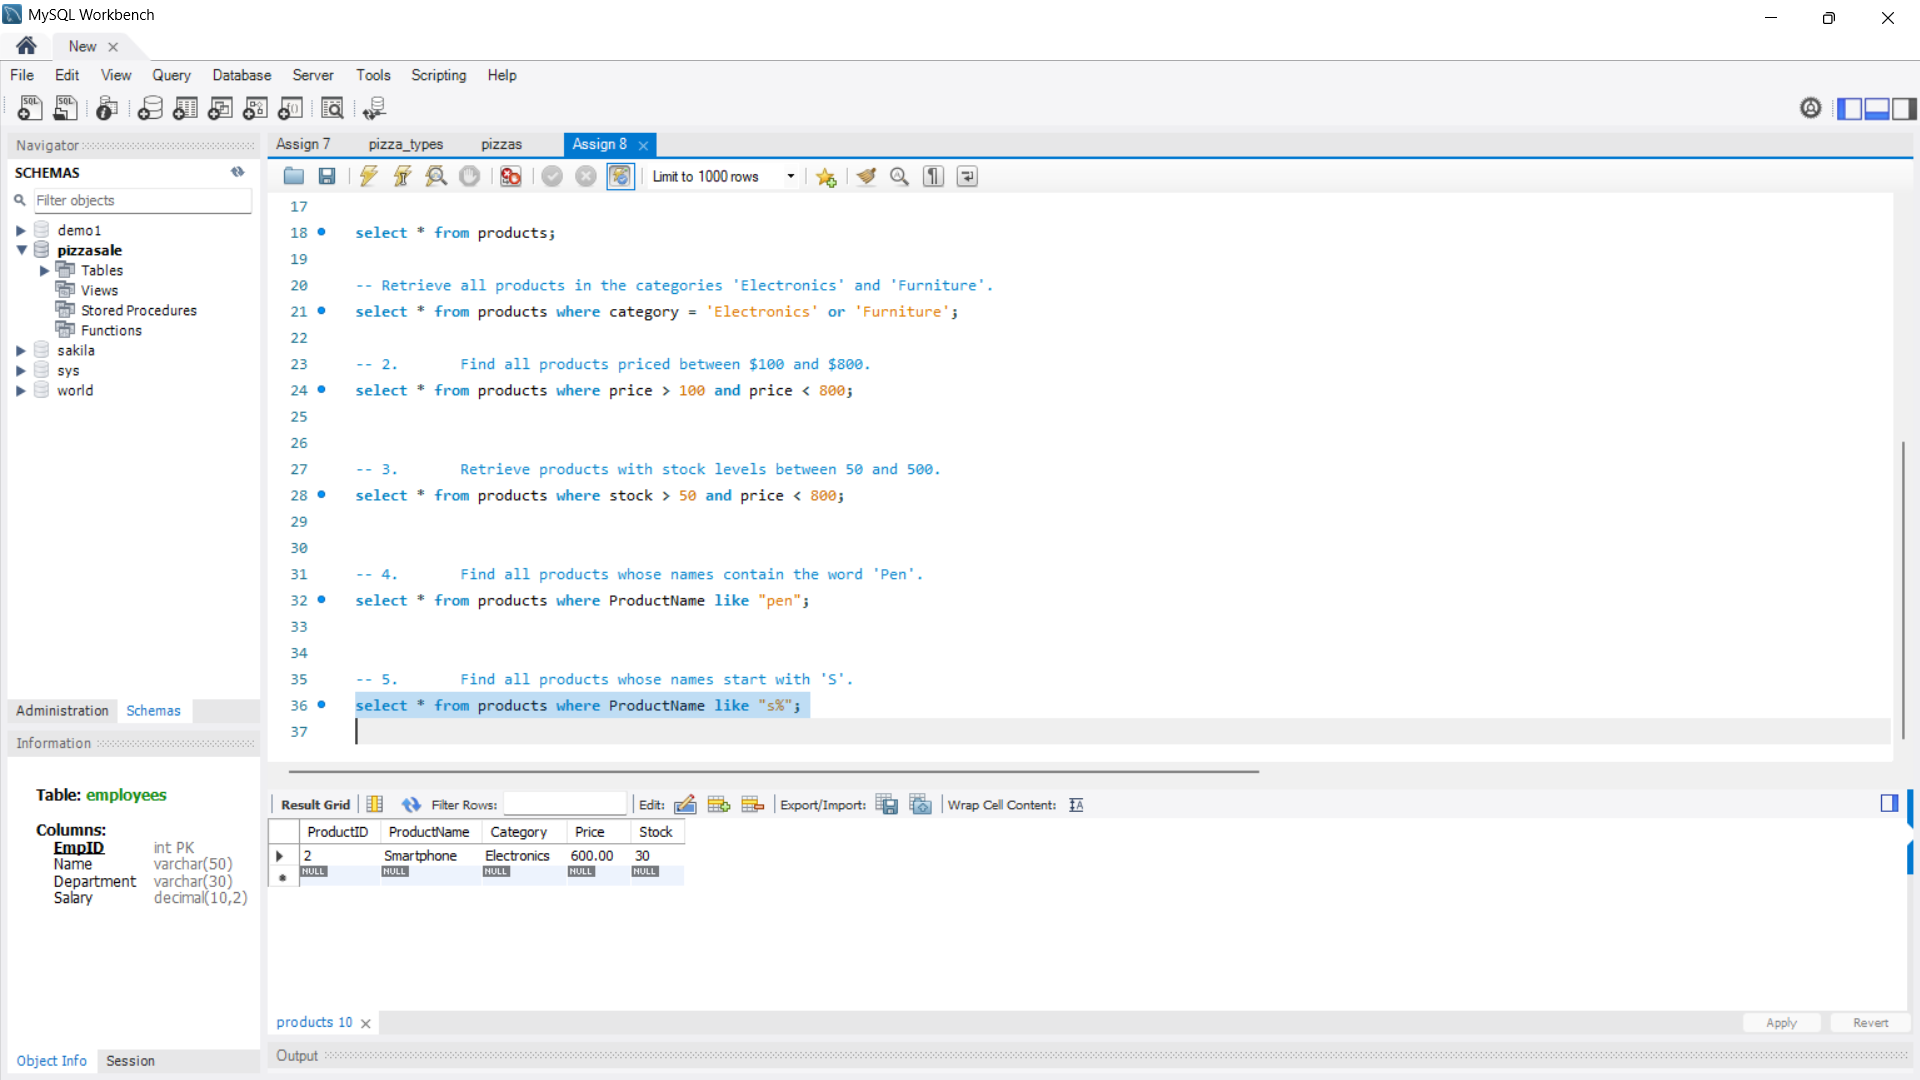 MySQL Workbench
New
File Edit View Query Database Server Tools Scripting Help
Navigator
SCHEMAS
Filter objects
demo1
pizzasale
Tables
Views
Stored Procedures
Functions
sakila
sys
world
Administration Schemas
Information
Table: employees
Columns:
EmpID int PK
Name varchar(50)
Department varchar(30)
Salary decimal(10,2)
Object Info Session
Assign 7 pizza_types pizzas Assign 8
Limit to 1000 rows
17
18 select * from products;
19
20 -- Retrieve all products in the categories 'Electronics' and 'Furniture'.
21 select * from products where category = 'Electronics' or 'Furniture';
22
23 -- 2. Find all products priced between $100 and $800.
24 select * from products where price > 100 and price < 800;
25
26
27 -- 3. Retrieve products with stock levels between 50 and 500.
28 select * from products where stock > 50 and price < 800;
29
30
31 -- 4. Find all products whose names contain the word 'Pen'.
32 select * from products where ProductName like "pen";
33
34
35 -- 5. Find all products whose names start with 'S'.
36 select * from products where ProductName like "s%";
37
Result Grid Filter Rows: Edit: Export/Import: Wrap Cell Content:
ProductID ProductName Category Price Stock
2 Smartphone Electronics 600.00 30
NULL NULL NULL NULL NULL
products 10
Apply Revert
Output